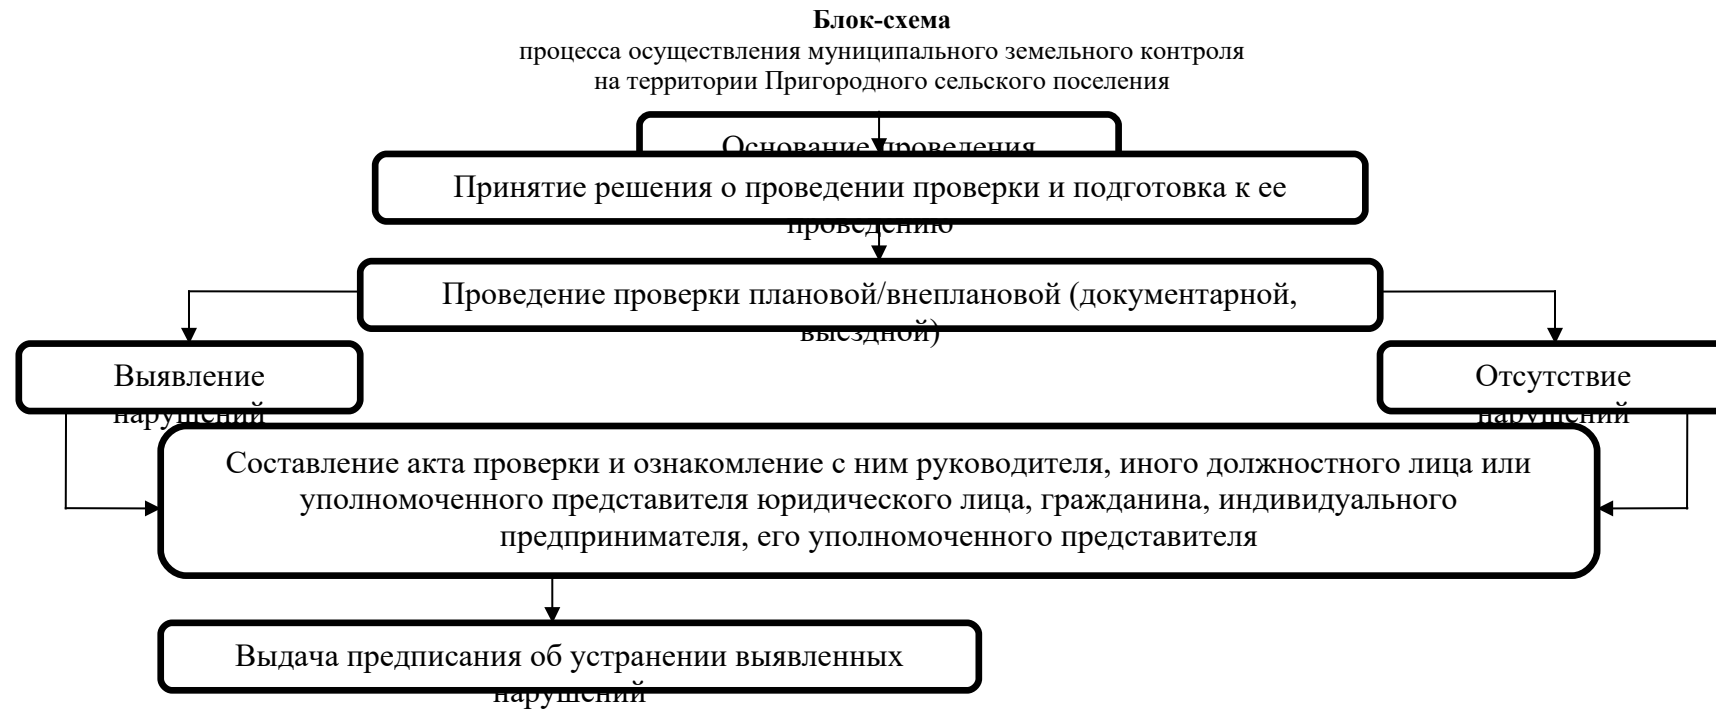 Блок-схема
процесса осуществления муниципального земельного контроля
на территории Пригородного сельского поселения
Основание проведения
Принятие решения о проведении проверки и подготовка к ее
проведению
Проведение проверки плановой/внеплановой (документарной,
выездной)
Выявление
нарушений
Отсутствие
нарушений
Составление акта проверки и ознакомление с ним руководителя, иного должностного лица или
уполномоченного представителя юридического лица, гражданина, индивидуального
предпринимателя, его уполномоченного представителя
Выдача предписания об устранении выявленных
нарушений